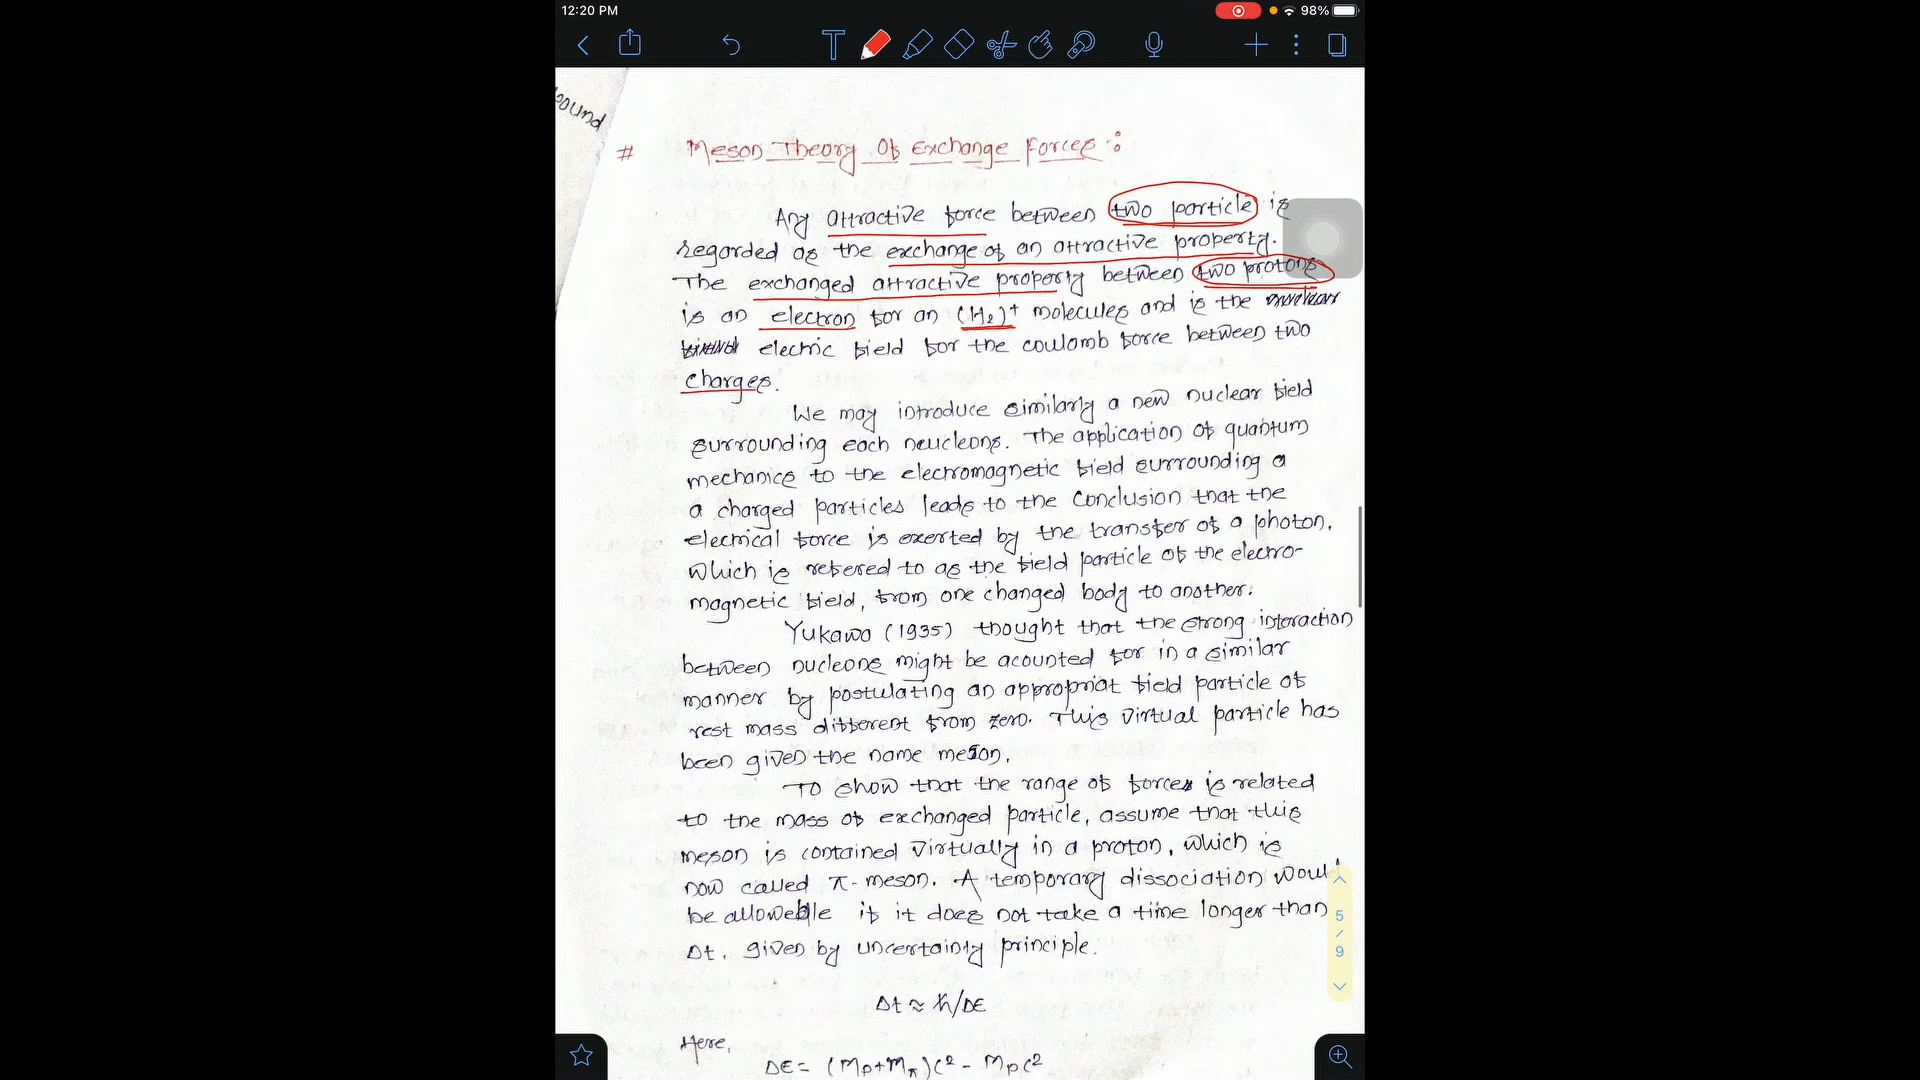 12:20 PM
98%
bound
# Meson Theory Of Exchange Forces :
Any attractive force between two particle is
regarded as the exchange of an attractive property.
The exchanged attractive property between two protons
is an electron for an (H₂)⁺ molecules and is the
electric field for the coulomb force between two
charges.
We may introduce similarly a new nuclear field
surrounding each neucleons. The application of quantum
mechanics to the electromagnetic field surrounding a
a charged particles leads to the conclusion that the
electrical force is exerted by the transfer of a photon,
which is refered to as the field particle of the electro-
magnetic field, from one changed body to another.
Yukawa (1935) thought that the strong interaction
between nucleons might be acounted for in a similar
manner by postulating an appropriat field particle of
rest mass different from zero. This virtual particle has
been given the name meson.
To show that the range of force is related
to the mass of exchanged particle, assume that this
meson is contained virtually in a proton, which is
now called π-meson. A temporary dissociation would
be alloweble if it does not take a time longer than
Δt, given by uncertainty principle.
Δt ≈ ħ/ΔE
Here,
ΔE = (Mp+Mπ)c² - Mpc²
5
/
9